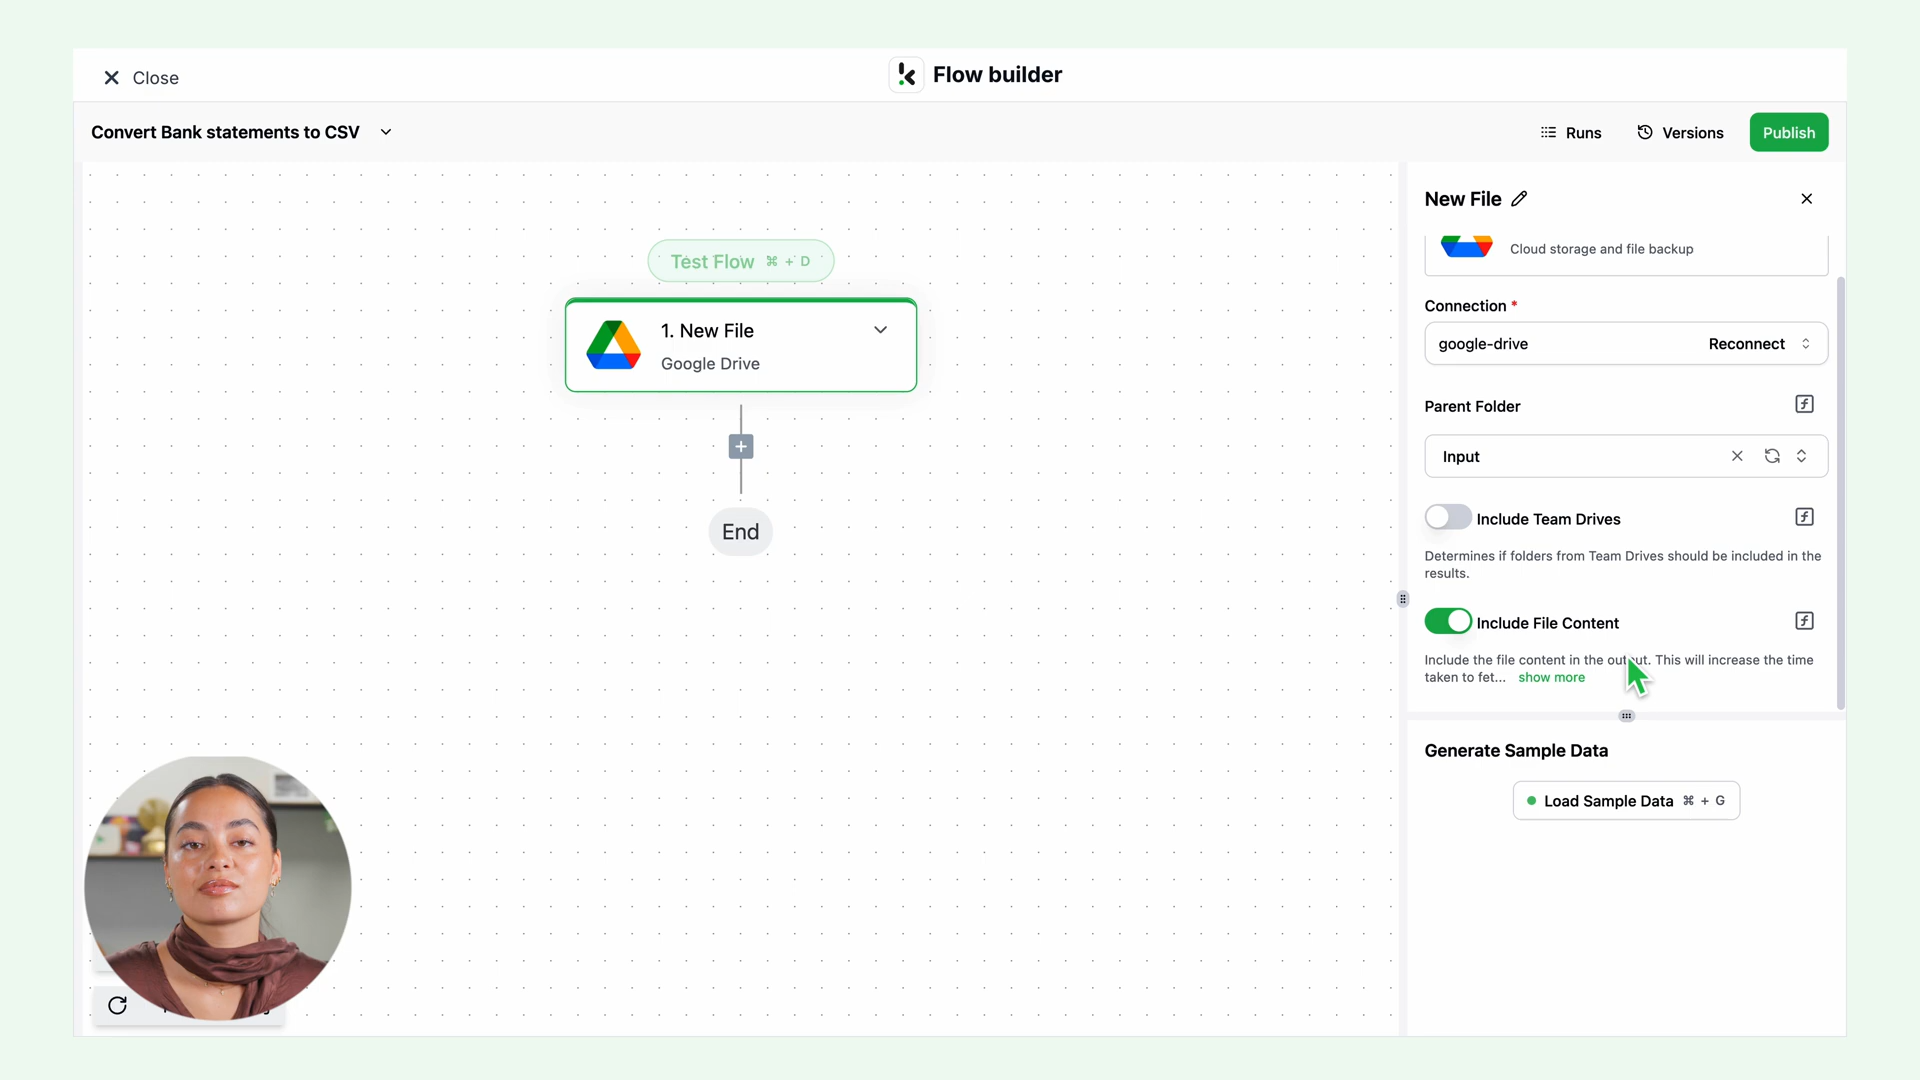 Close
Flow builder
Convert Bank statements to CSV
Runs
Versions
Publish
Test Flow ⌘ + D
1. New File
Google Drive
End
New File
Cloud storage and file backup
Connection *
google-drive
Reconnect
Parent Folder
Input
Include Team Drives
Determines if folders from Team Drives should be included in the
results.
Include File Content
Include the file content in the output. This will increase the time
taken to fet... show more
Generate Sample Data
Load Sample Data ⌘ + G